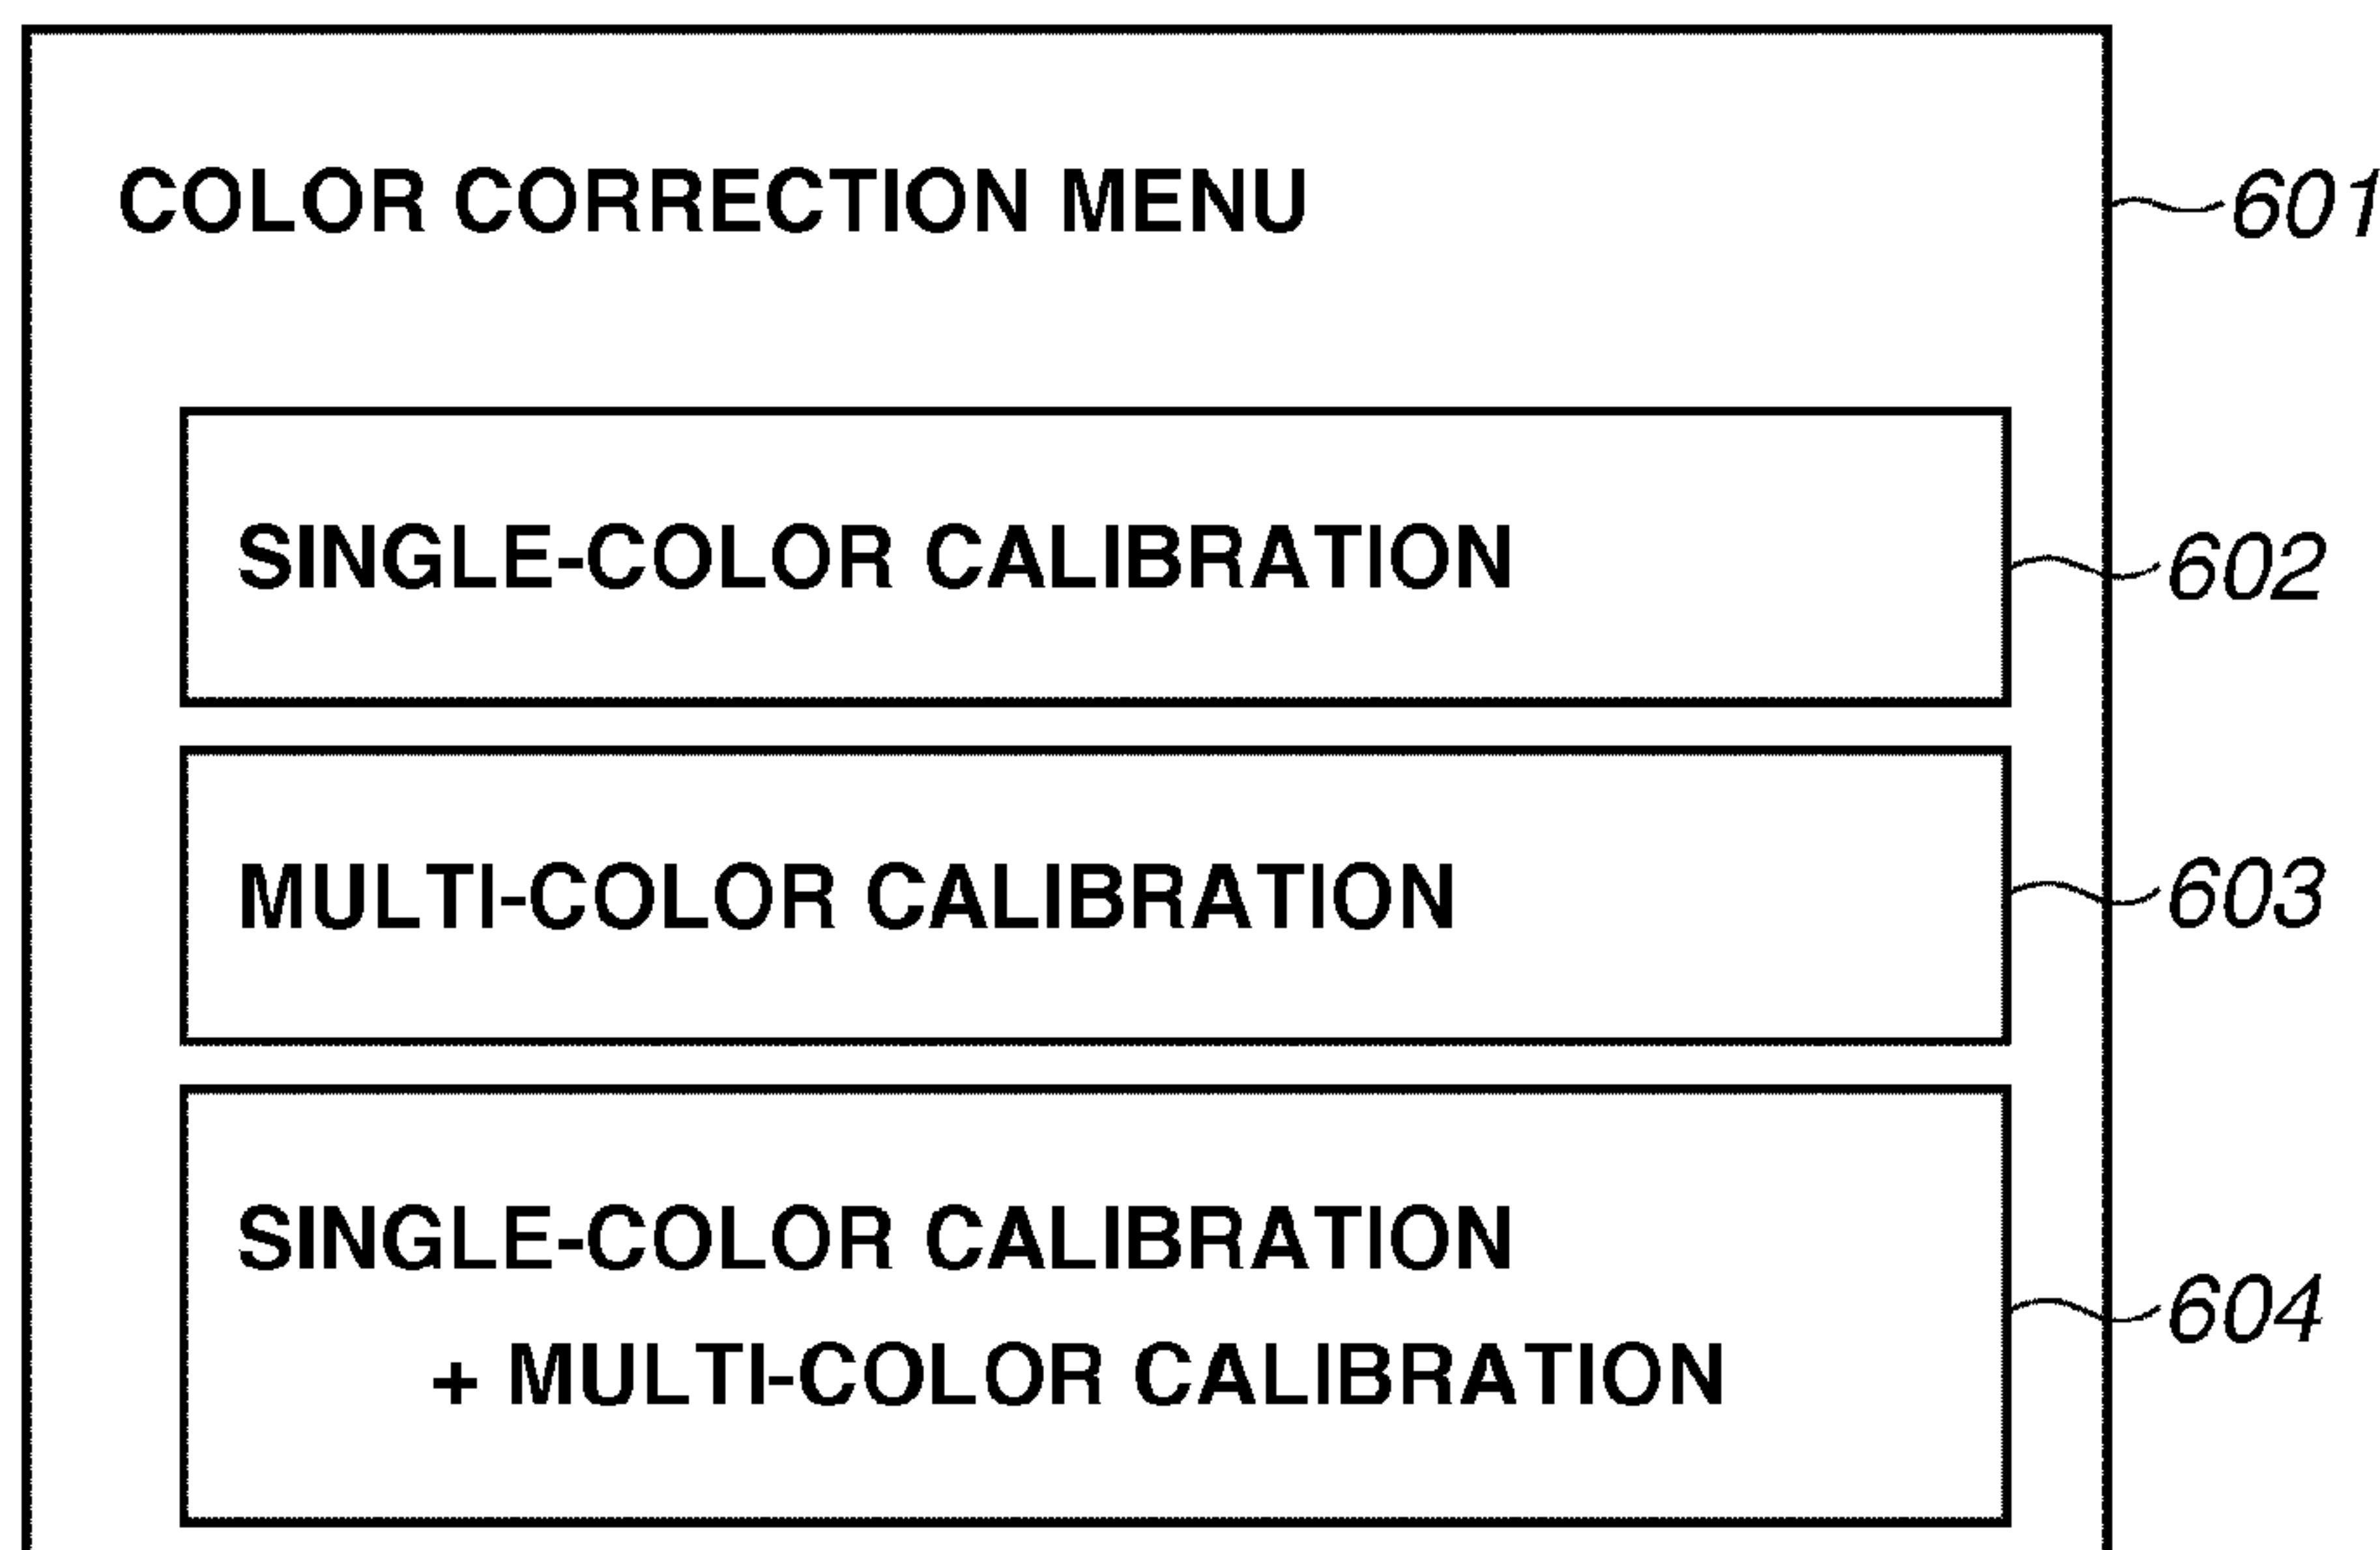 COLOR CORRECTION MENU
601
SINGLE-COLOR CALIBRATION
602
MULTI-COLOR CALIBRATION
603
SINGLE-COLOR CALIBRATION
+ MULTI-COLOR CALIBRATION
604